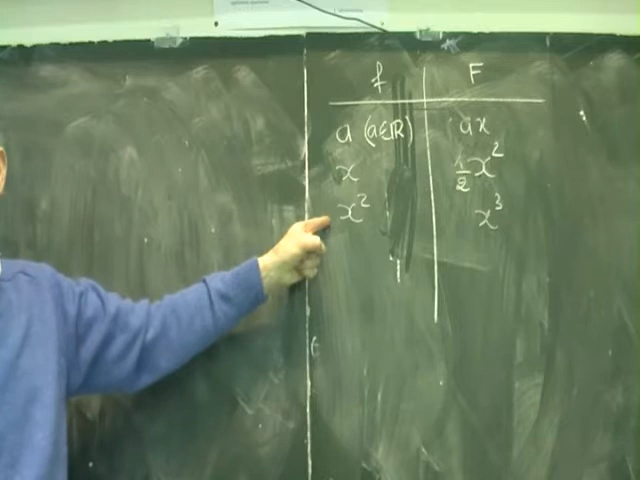 f F
a (a∈ℝ) ax
x ½x²
x² x³